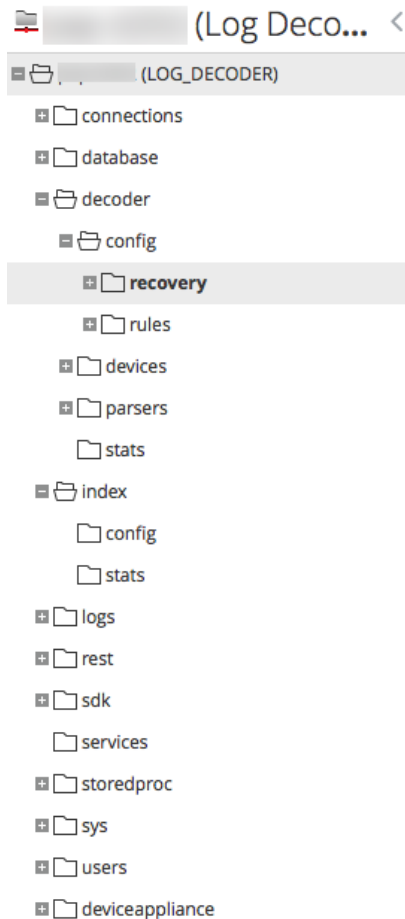 (Log Deco...
(LOG_DECODER)
connections
database
decoder
config
recovery
rules
devices
parsers
stats
index
config
stats
logs
rest
sdk
services
storedproc
sys
users
deviceappliance